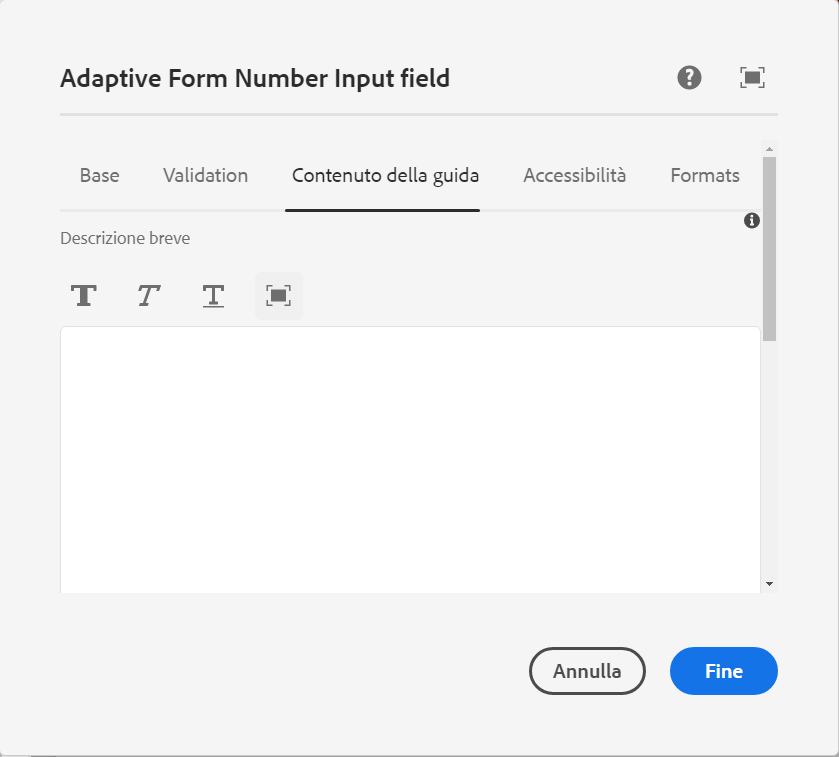 Adaptive Form Number Input field
Base Validation Contenuto della guida Accessibilità Formats
Descrizione breve
T T T
Annulla Fine